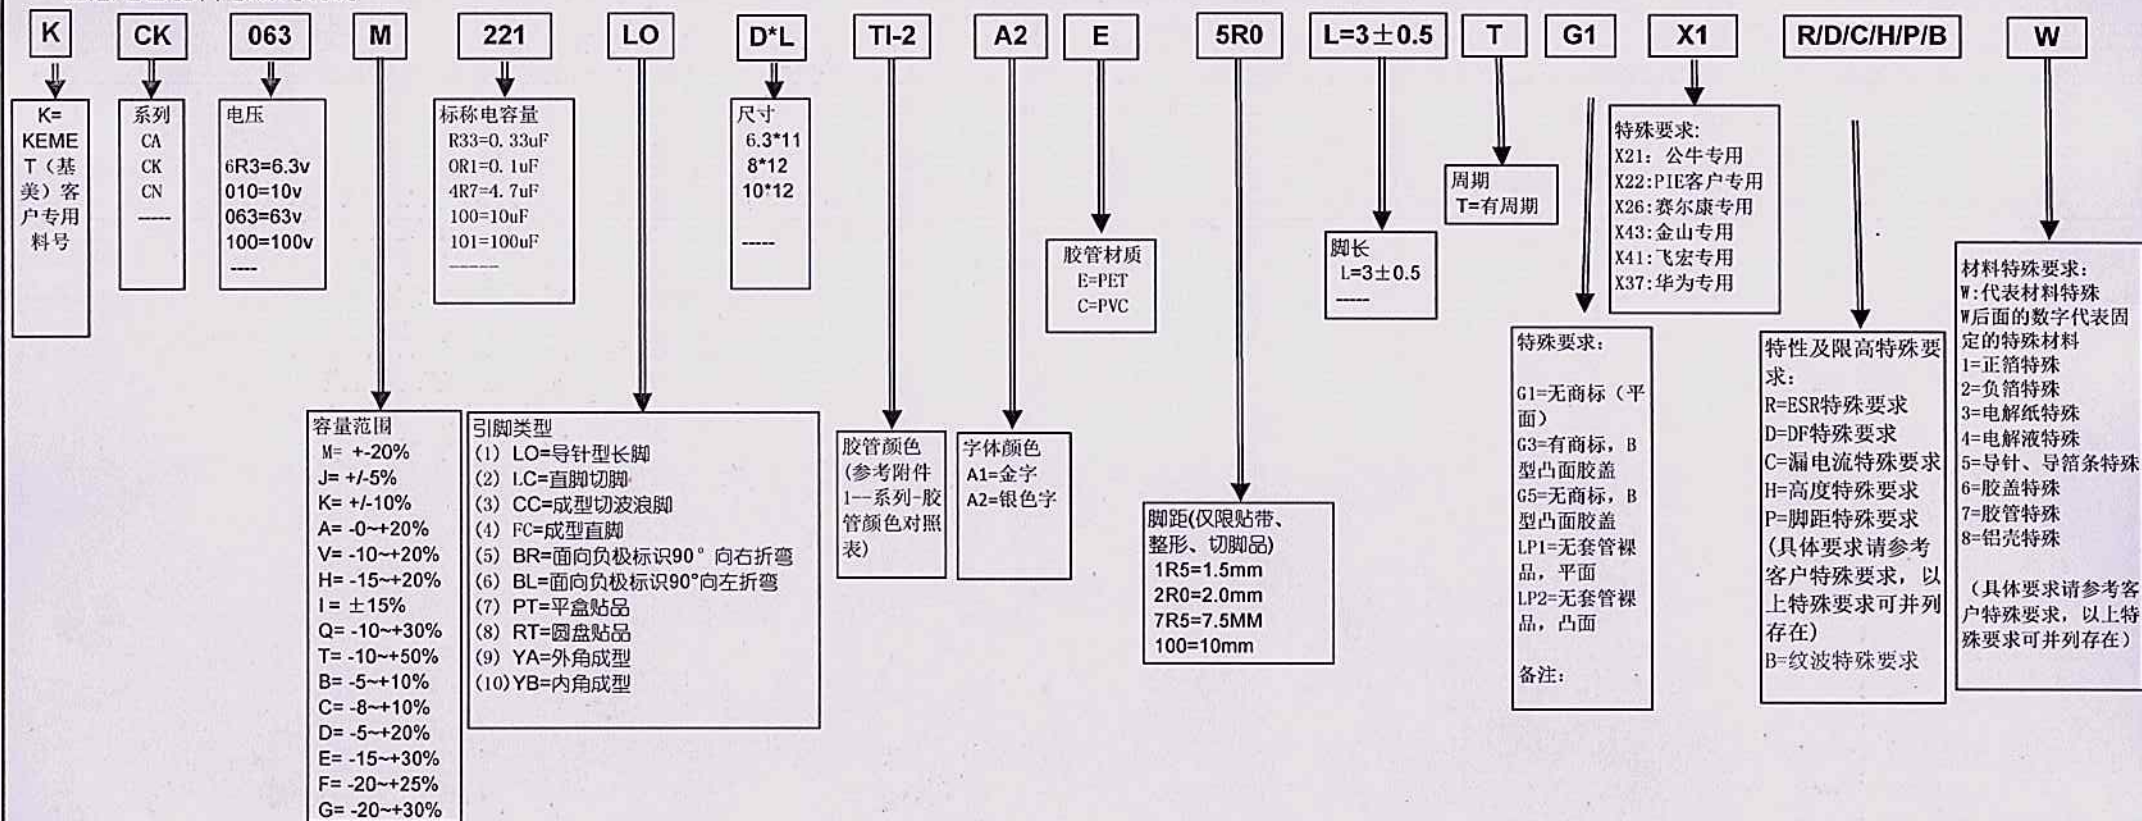 K CK 063 M 221 LO D*L TI-2 A2 E 5R0 L=3±0.5 T G1 X1 R/D/C/H/P/B W
K=
KEME
T（基
美）客
户专用
料号
系列
CA
CK
CN
-----
电压
6R3=6.3v
010=10v
063=63v
100=100v
----
容量范围
M= +-20%
J= +/-5%
K= +/-10%
A= -0~+20%
V= -10~+20%
H= -15~+20%
I = ±15%
Q= -10~+30%
T= -10~+50%
B= -5~+10%
C= -8~+10%
D= -5~+20%
E= -15~+30%
F= -20~+25%
G= -20~+30%
标称电容量
R33=0.33uF
0R1=0.1uF
4R7=4.7uF
100=10uF
101=100uF
-----
引脚类型
(1) LO=导针型长脚
(2) LC=直脚切脚
(3) CC=成型切波浪脚
(4) FC=成型直脚
(5) BR=面向负极标识90° 向右折弯
(6) BL=面向负极标识90°向左折弯
(7) PT=平盒贴品
(8) RT=圆盘贴品
(9) YA=外角成型
(10)YB=内角成型
尺寸
6.3*11
8*12
10*12
-----
胶管颜色
(参考附件
1--系列-胶
管颜色对照
表)
字体颜色
A1=金字
A2=银色字
胶管材质
E=PET
C=PVC
脚距(仅限贴带、
整形、切脚品)
1R5=1.5mm
2R0=2.0mm
7R5=7.5MM
100=10mm
脚长
L=3±0.5
-----
周期
T=有周期
特殊要求：
G1=无商标（平
面）
G3=有商标，B
型凸面胶盖
G5=无商标，B
型凸面胶盖
LP1=无套管裸
品，平面
LP2=无套管裸
品，凸面
备注：
特殊要求:
X21: 公牛专用
X22:PIE客户专用
X26:赛尔康专用
X43:金山专用
X41:飞宏专用
X37:华为专用
特性及限高特殊要
求：
R=ESR特殊要求
D=DF特殊要求
C=漏电流特殊要求
H=高度特殊要求
P=脚距特殊要求
(具体要求请参考
客户特殊要求，以
上特殊要求可并列
存在)
B=纹波特殊要求
材料特殊要求：
W:代表材料特殊
W后面的数字代表固
定的特殊材料
1=正箔特殊
2=负箔特殊
3=电解纸特殊
4=电解液特殊
5=导针、导箔条特殊
6=胶盖特殊
7=胶管特殊
8=铝壳特殊
（具体要求请参考客
户特殊要求，以上特
殊要求可并列存在）